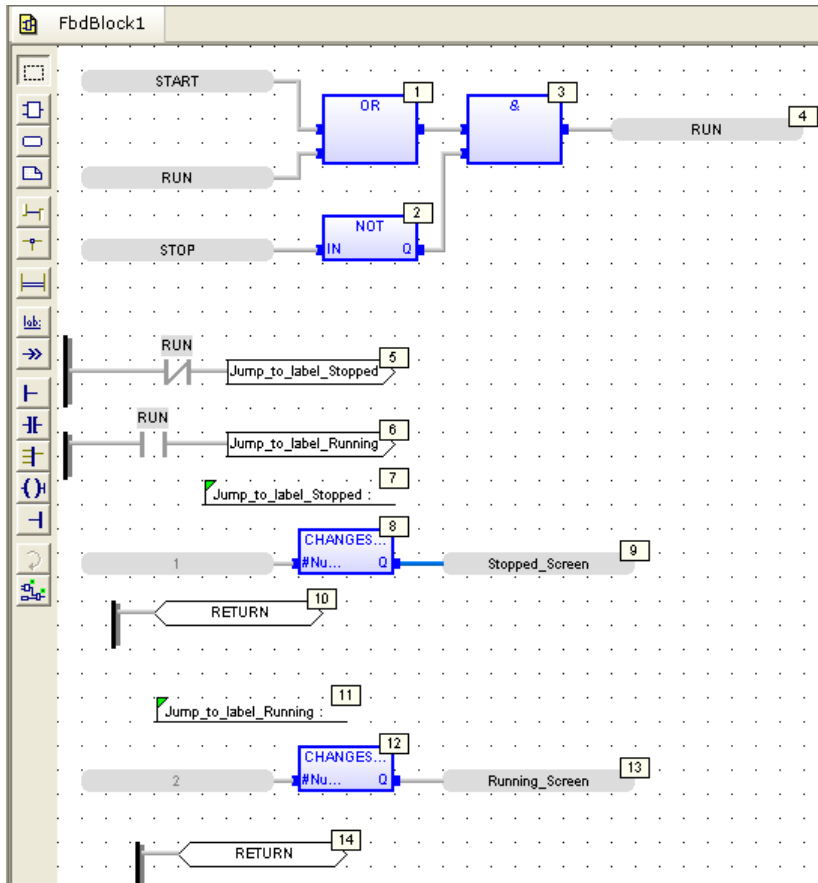 FbdBlock1
START
1
OR
3
&
4
RUN
RUN
2
NOT
IN Q
STOP
lab:
RUN
5
Jump_to_label_Stopped
RUN
6
Jump_to_label_Running
7
Jump_to_label_Stopped :
8
CHANGES...
1
#Nu... Q
9
Stopped_Screen
10
RETURN
11
Jump_to_label_Running :
12
CHANGES...
2
#Nu... Q
13
Running_Screen
14
RETURN